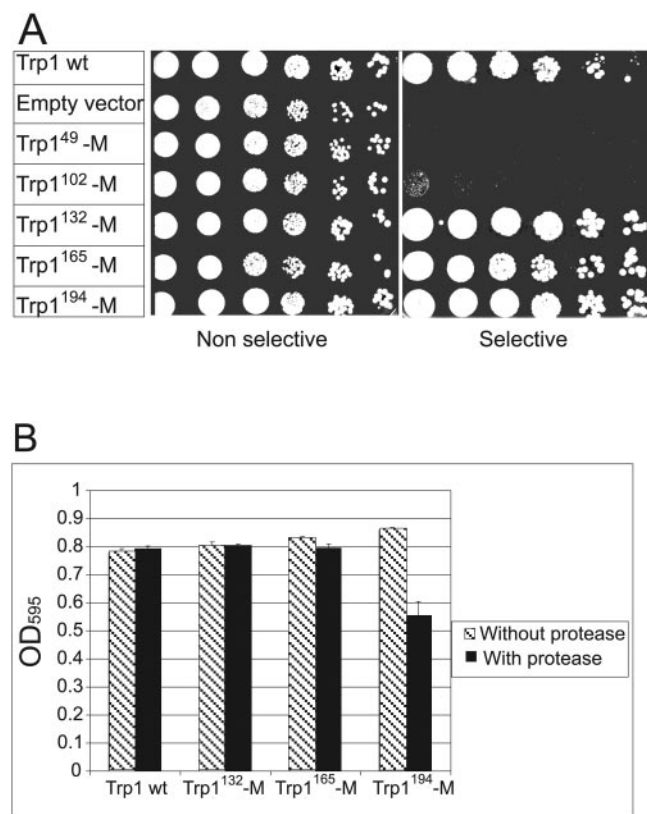 A
Trp1 wt
Empty vector
Trp1⁴⁹ -M
Trp1¹⁰² -M
Trp1¹³² -M
Trp1¹⁶⁵ -M
Trp1¹⁹⁴ -M
Non selective
Selective
B
1
0.9
0.8
0.7
0.6
0.5
0.4
0.3
0.2
0.1
0
OD₅₉₅
Trp1 wt
Trp1¹³²-M
Trp1¹⁶⁵-M
Trp1¹⁹⁴-M
Without protease
With protease